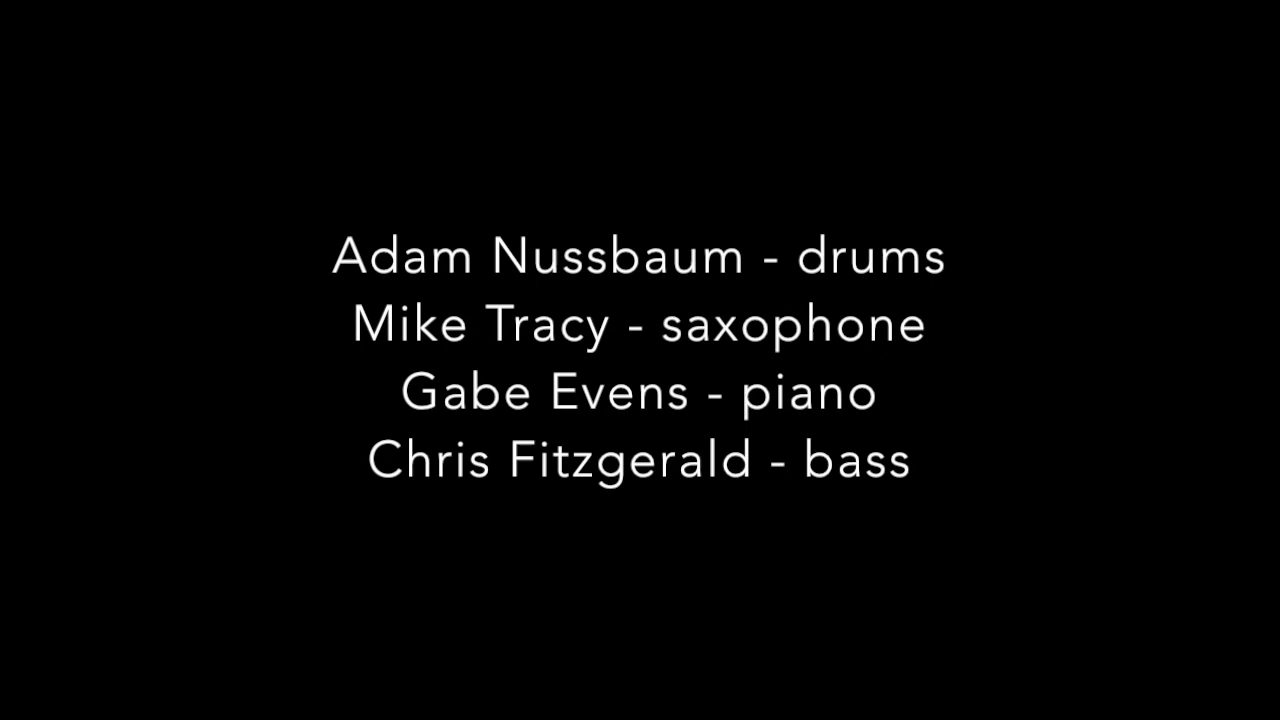 Adam Nussbaum - drums
Mike Tracy - saxophone
Gabe Evens - piano
Chris Fitzgerald - bass